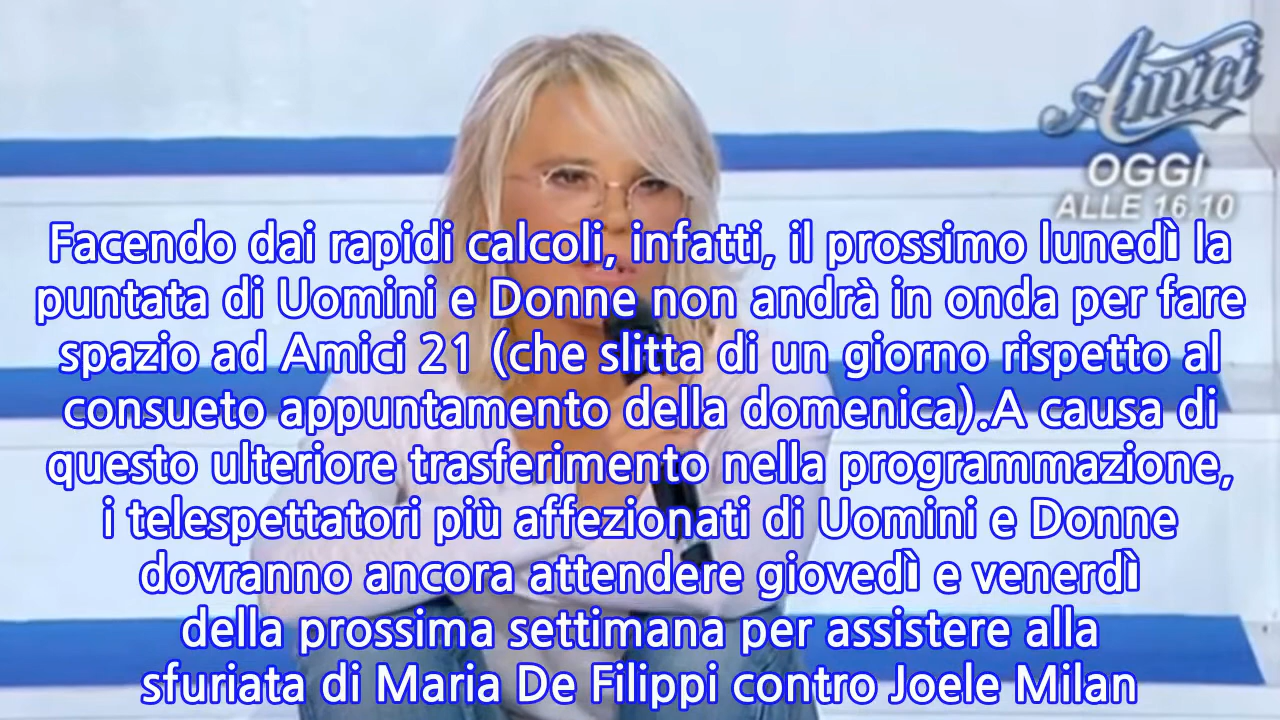 Amici
OGGI
ALLE 16 10
Facendo dai rapidi calcoli, infatti, il prossimo lunedì la
puntata di Uomini e Donne non andrà in onda per fare
spazio ad Amici 21 (che slitta di un giorno rispetto al
consueto appuntamento della domenica).A causa di
questo ulteriore trasferimento nella programmazione,
i telespettatori più affezionati di Uomini e Donne
dovranno ancora attendere giovedì e venerdì
della prossima settimana per assistere alla
sfuriata di Maria De Filippi contro Joele Milan